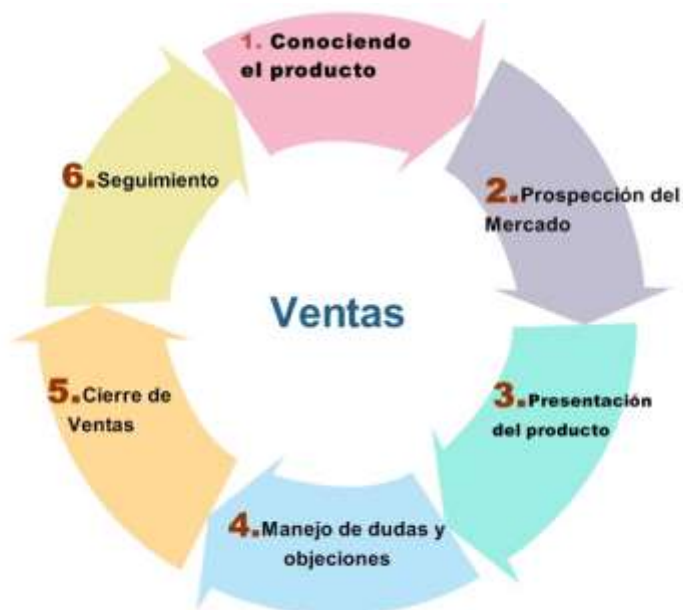 1. Conociendo
el producto
2.Prospección del
Mercado
3.Presentación
del producto
4.Manejo de dudas y
objeciones
5.Cierre de
Ventas
6.Seguimiento
Ventas